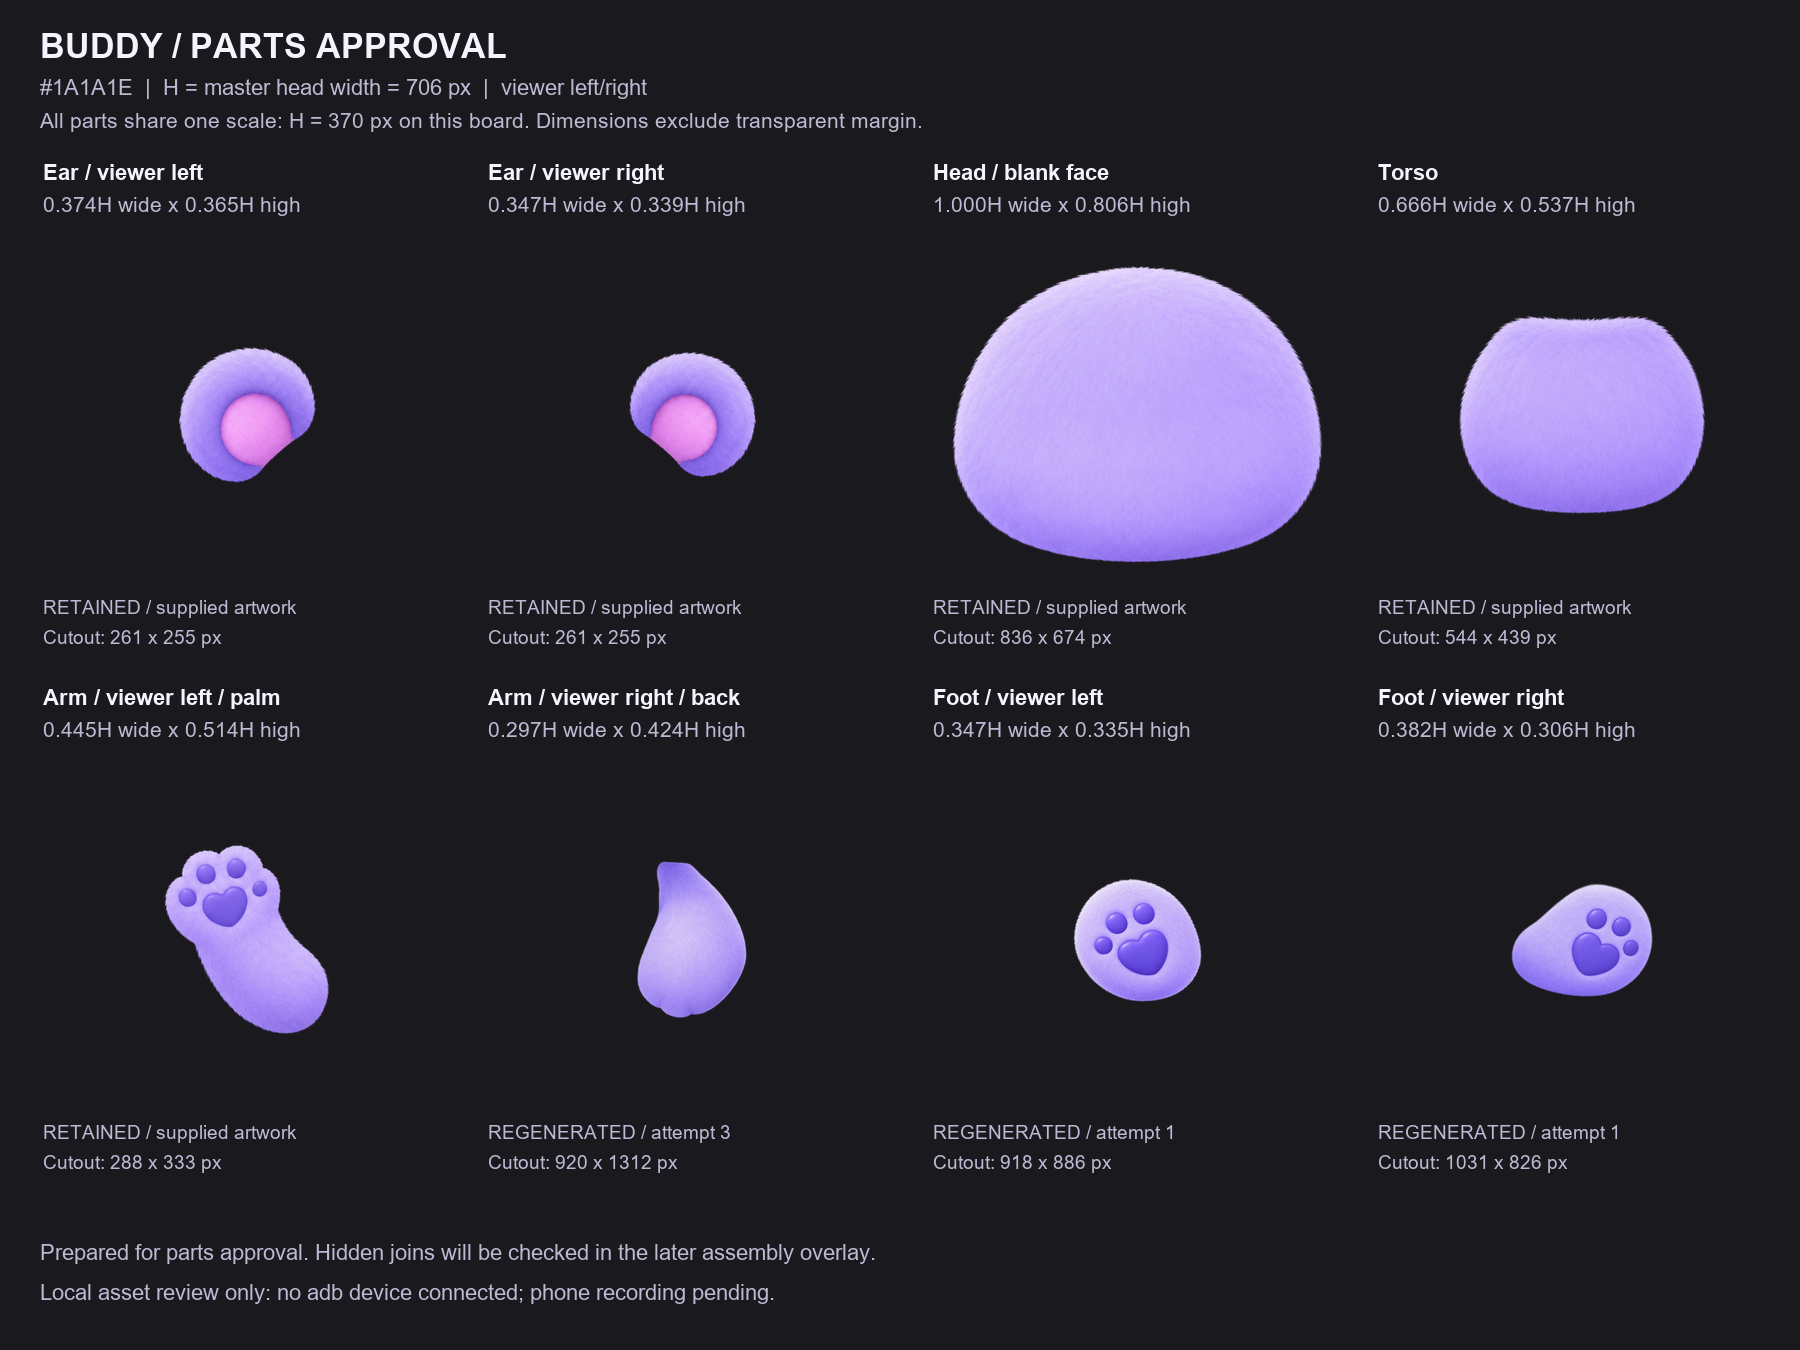 BUDDY / PARTS APPROVAL
#1A1A1E | H = master head width = 706 px | viewer left/right
All parts share one scale: H = 370 px on this board. Dimensions exclude transparent margin.
Ear / viewer left
0.374H wide x 0.365H high
RETAINED / supplied artwork
Cutout: 261 x 255 px
Ear / viewer right
0.347H wide x 0.339H high
RETAINED / supplied artwork
Cutout: 261 x 255 px
Head / blank face
1.000H wide x 0.806H high
RETAINED / supplied artwork
Cutout: 836 x 674 px
Torso
0.666H wide x 0.537H high
RETAINED / supplied artwork
Cutout: 544 x 439 px
Arm / viewer left / palm
0.445H wide x 0.514H high
RETAINED / supplied artwork
Cutout: 288 x 333 px
Arm / viewer right / back
0.297H wide x 0.424H high
REGENERATED / attempt 3
Cutout: 920 x 1312 px
Foot / viewer left
0.347H wide x 0.335H high
REGENERATED / attempt 1
Cutout: 918 x 886 px
Foot / viewer right
0.382H wide x 0.306H high
REGENERATED / attempt 1
Cutout: 1031 x 826 px
Prepared for parts approval. Hidden joins will be checked in the later assembly overlay.
Local asset review only: no adb device connected; phone recording pending.